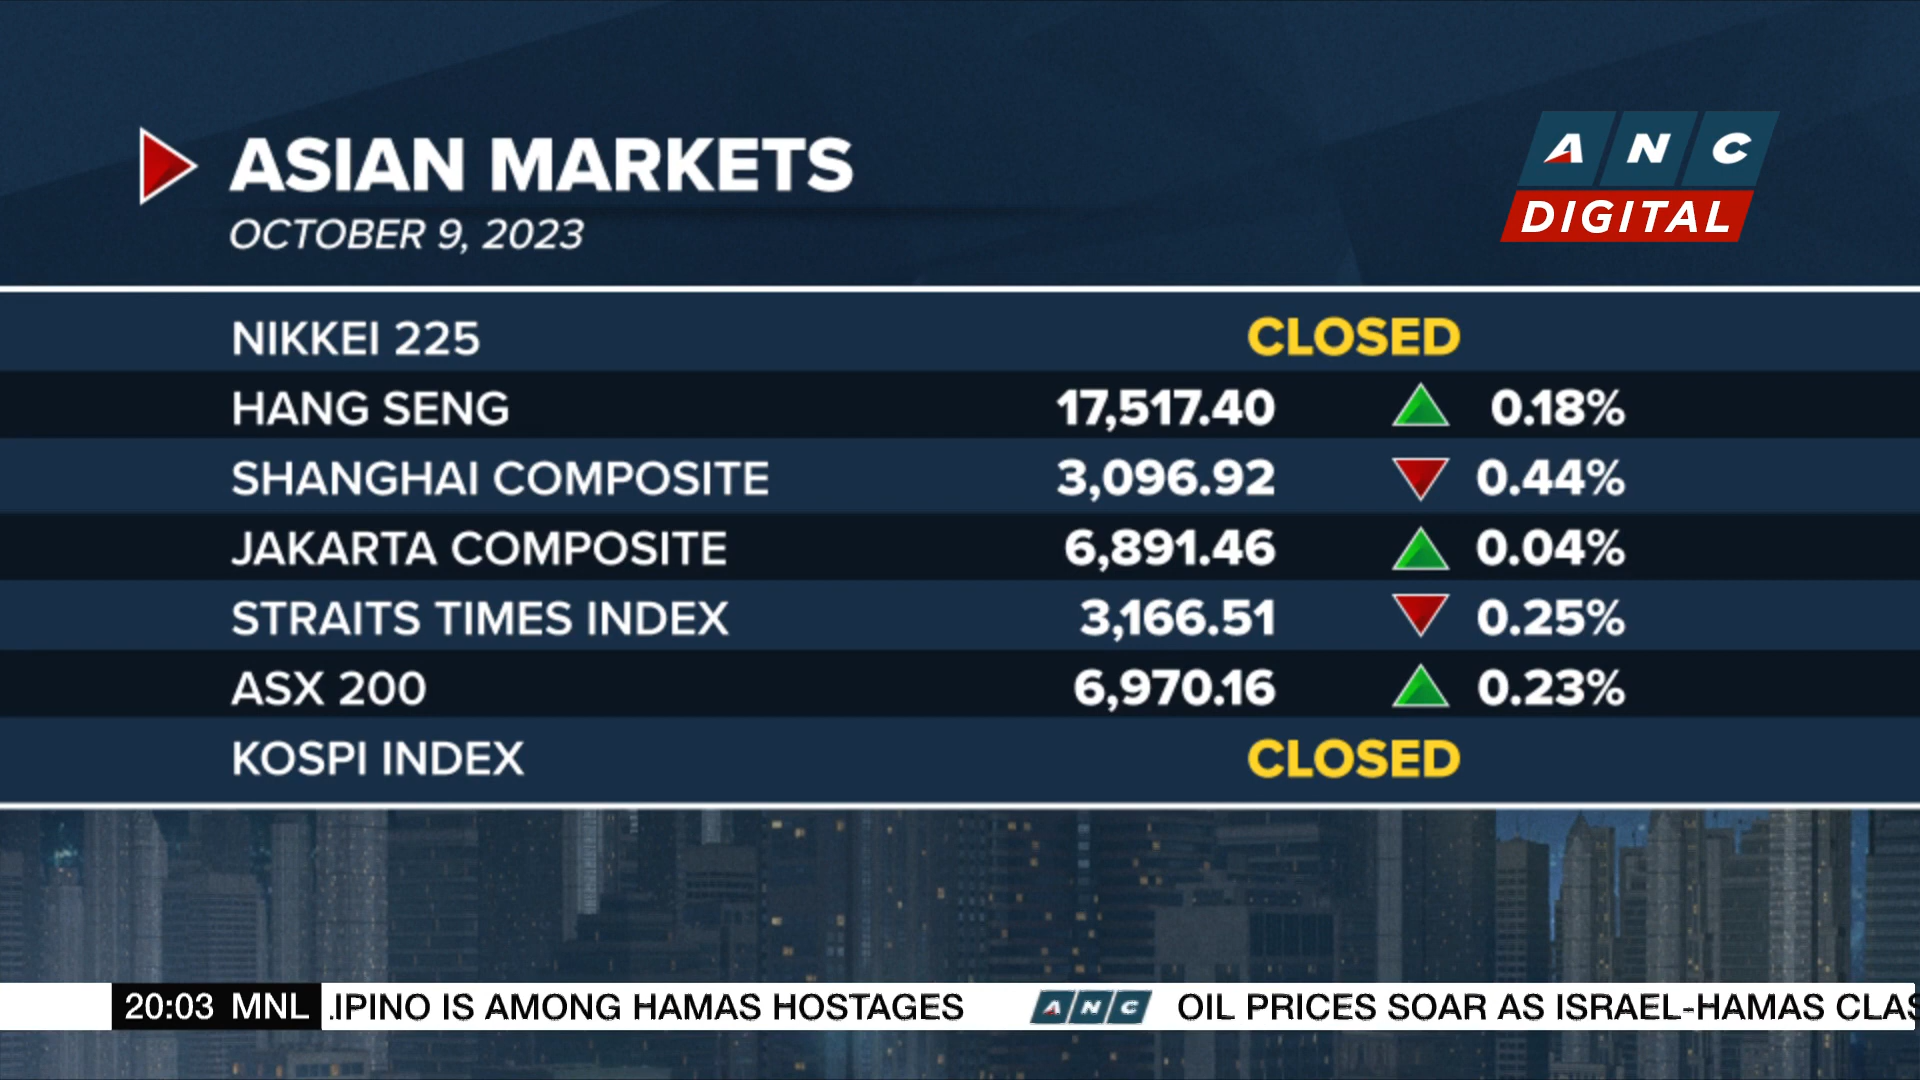 ASIAN MARKETS
OCTOBER 9, 2023
ANC
DIGITAL
NIKKEI 225 CLOSED
HANG SENG 17,517.40 0.18%
SHANGHAI COMPOSITE 3,096.92 0.44%
JAKARTA COMPOSITE 6,891.46 0.04%
STRAITS TIMES INDEX 3,166.51 0.25%
ASX 200 6,970.16 0.23%
KOSPI INDEX CLOSED
20:03 MNL .IPINO IS AMONG HAMAS HOSTAGES ANC OIL PRICES SOAR AS ISRAEL-HAMAS CLAS